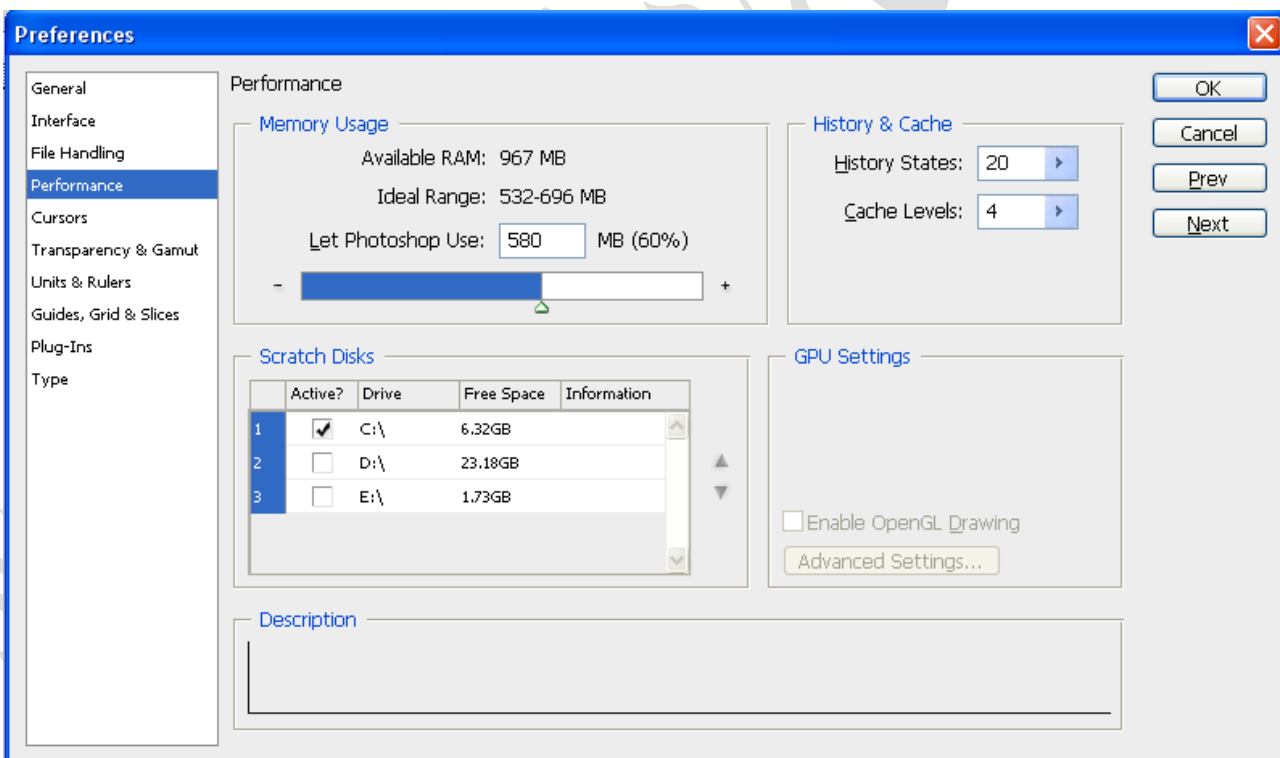 Preferences
General
Interface
File Handling
Performance
Cursors
Transparency & Gamut
Units & Rulers
Guides, Grid & Slices
Plug-Ins
Type
Performance
Memory Usage
Available RAM: 967 MB
Ideal Range: 532-696 MB
Let Photoshop Use: 580 MB (60%)
- +
History & Cache
History States: 20
Cache Levels: 4
OK
Cancel
Prev
Next
Scratch Disks
Active? Drive Free Space Information
1 C:\ 6.32GB
2 D:\ 23.18GB
3 E:\ 1.73GB
GPU Settings
Enable OpenGL Drawing
Advanced Settings...
Description